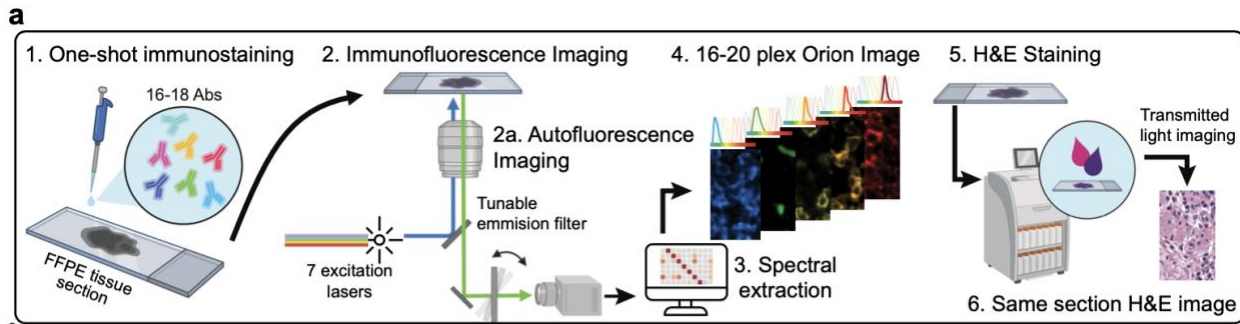 a
1. One-shot immunostaining
16-18 Abs
FFPE tissue
section
2. Immunofluorescence Imaging
2a. Autofluorescence
Imaging
Tunable
emmision filter
7 excitation
lasers
3. Spectral
extraction
4. 16-20 plex Orion Image
5. H&E Staining
Transmitted
light imaging
6. Same section H&E image